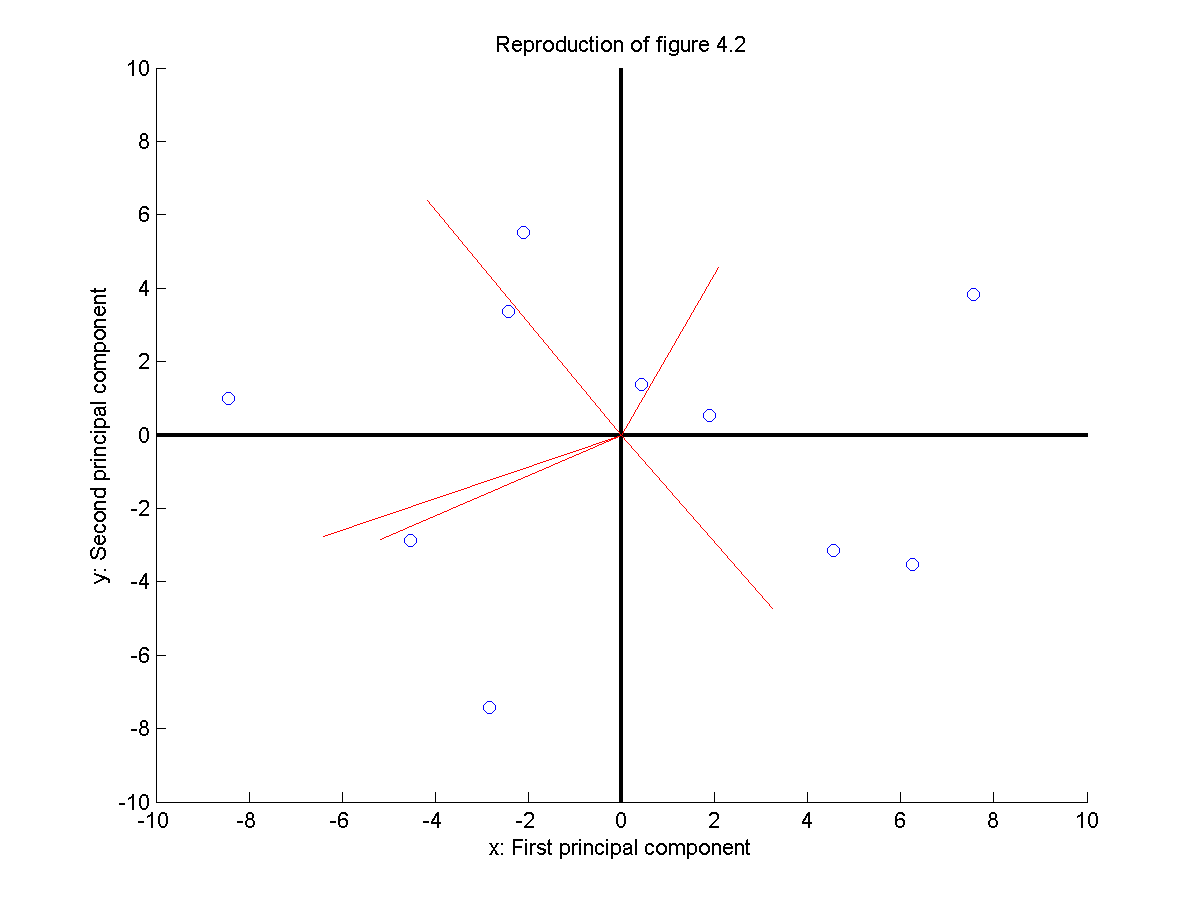 Reproduction of figure 4.2
10
8
6
4
2
0
-2
-4
-6
-8
-10
y: Second principal component
-10 -8 -6 -4 -2 0 2 4 6 8 10
x: First principal component